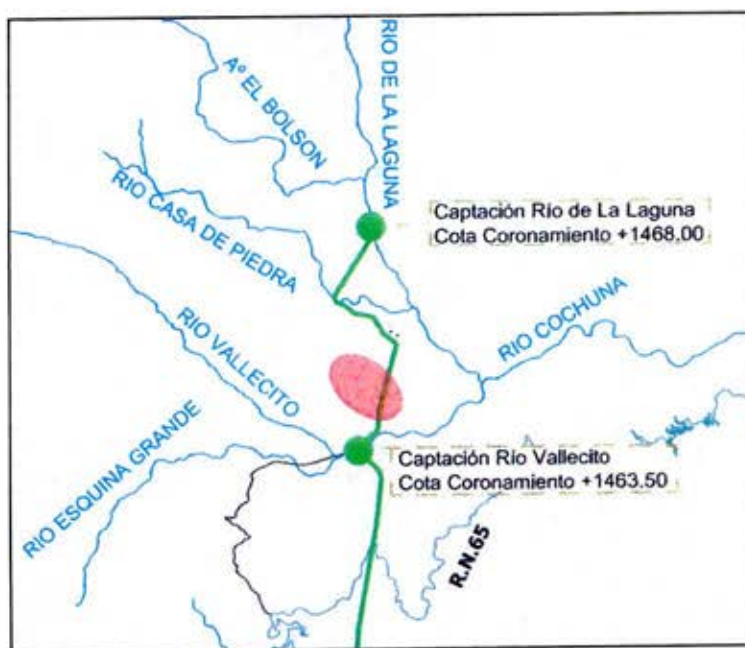 RIO DE LA LAGUNA
Aº EL BOLSON
RIO CASA DE PIEDRA
Captación Río de La Laguna
Cota Coronamiento +1468.00
RIO COCHUNA
RIO VALLECITO
RIO ESQUINA GRANDE
Captación Río Vallecito
Cota Coronamiento +1463.50
R.N.65